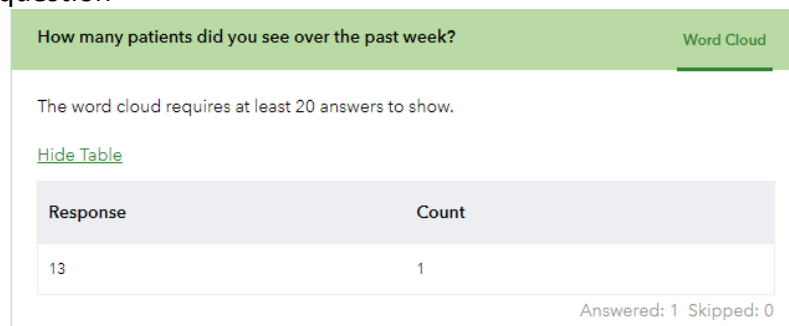 question
How many patients did you see over the past week?
Word Cloud
The word cloud requires at least 20 answers to show.
Hide Table
Response Count
13 1
Answered: 1 Skipped: 0